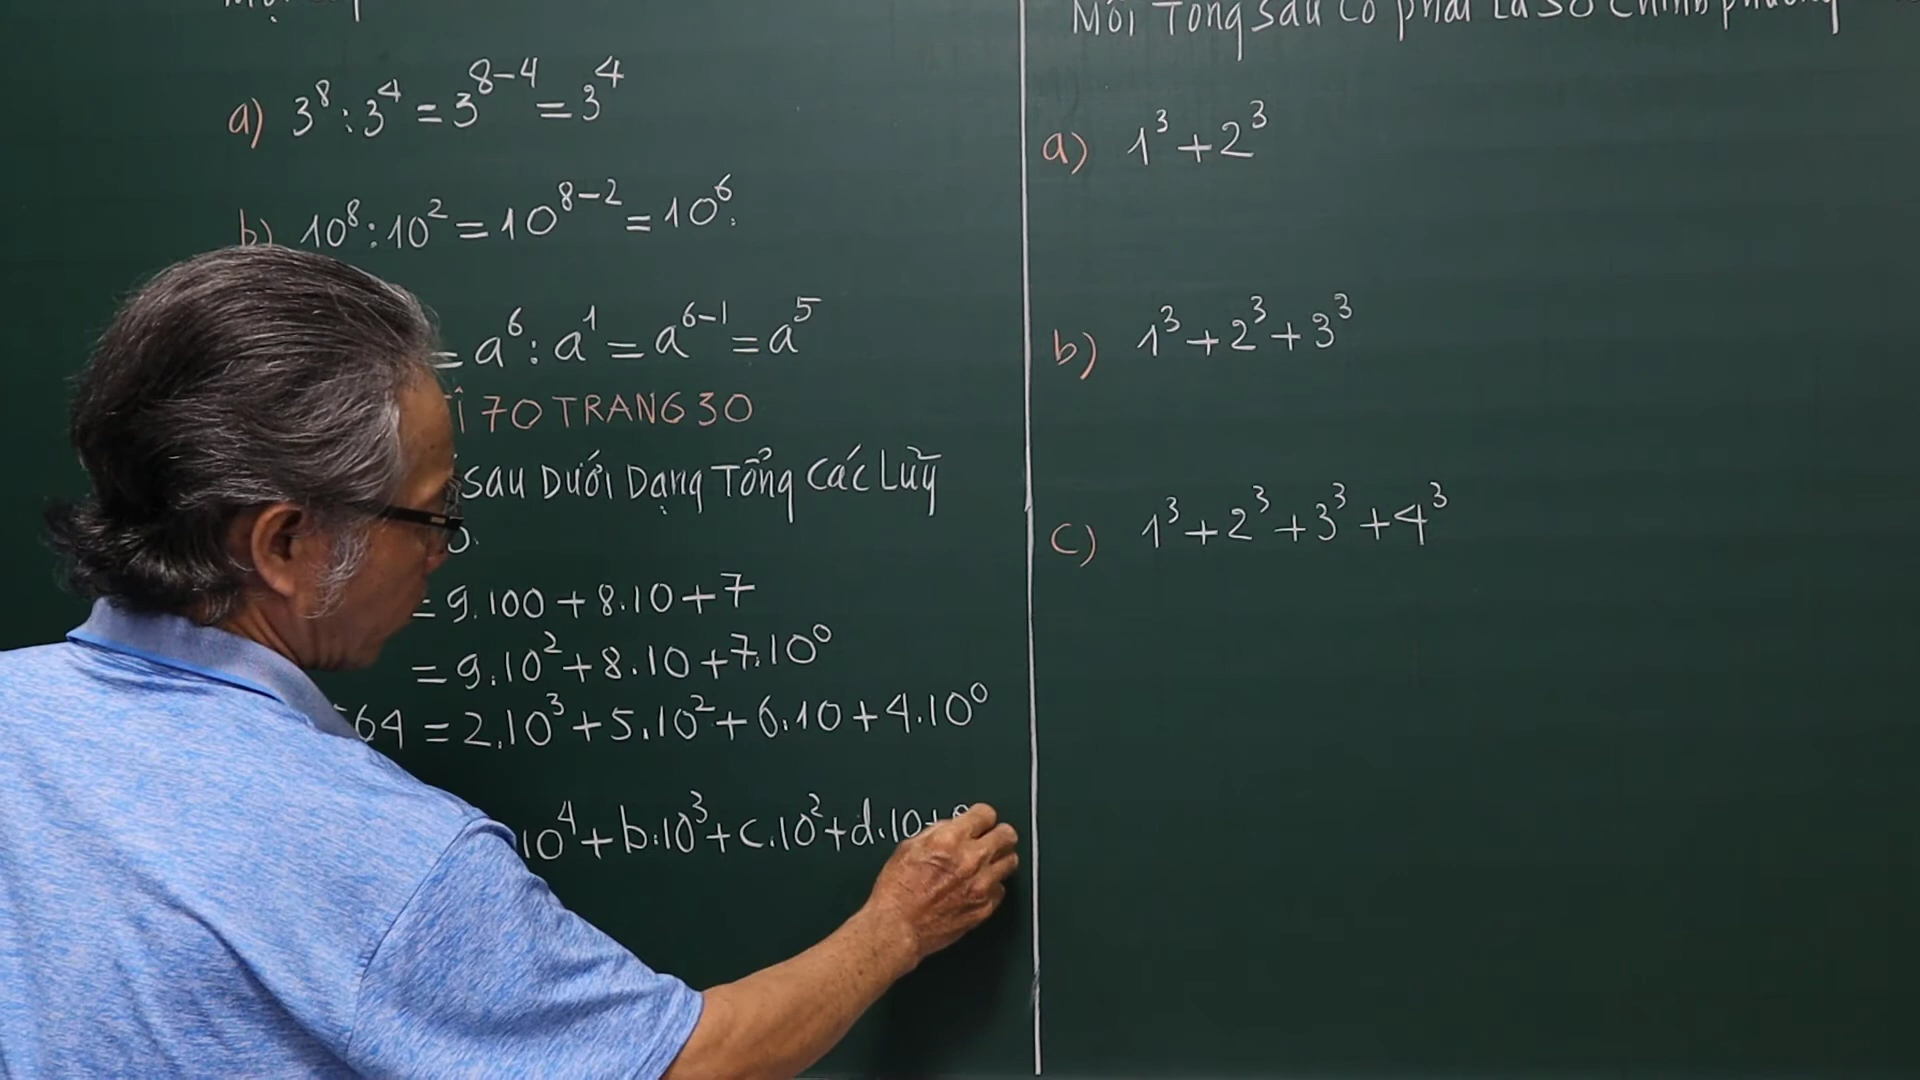 a) 3⁸ : 3⁴ = 3⁸⁻⁴ = 3⁴
b) 10⁸ : 10² = 10⁸⁻² = 10⁶.
= a⁶ : a¹ = a⁶⁻¹ = a⁵
70 TRANG 30
sau Dưới Dạng Tổng Các Lũy
= 9.100 + 8.10 + 7
= 9.10² + 8.10 + 7.10⁰
64 = 2.10³ + 5.10² + 6.10 + 4.10⁰
10⁴ + b.10³ + c.10² + d.10 +
Mỗi Tổng sau có phải Là Số Chính phương
a) 1³ + 2³
b) 1³ + 2³ + 3³
c) 1³ + 2³ + 3³ + 4³